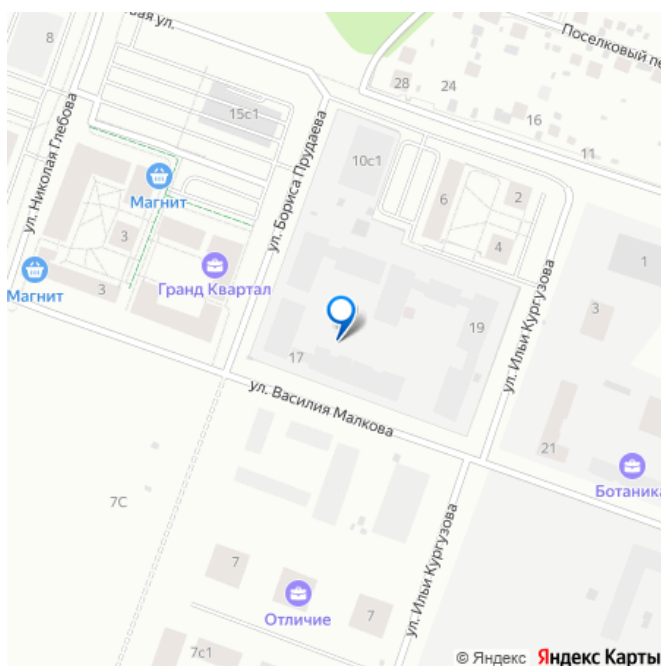 вая ул.
Поселковый пе
8
28
24
16
11
15с1
10с1
ул. Николая Глебова
ул. Бориса Прудаева
Магнит
6
2
4
3
Гранд Квартал
Магнит
3
1
3
19
17
ул. Ильи Кургузова
ул. Василия Малкова
21
Ботаника
7С
ул. Ильи Кургузова
7
Отличие
7
7с1
© Яндекс Яндекс Карты